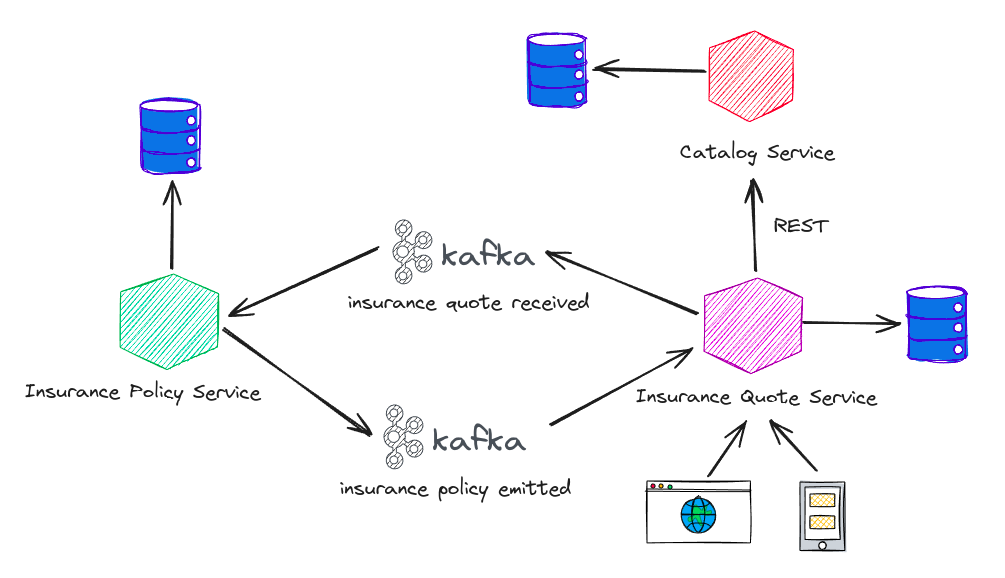 Catalog Service
REST
kafka
insurance quote received
Insurance Policy Service
Insurance Quote Service
kafka
insurance policy emitted